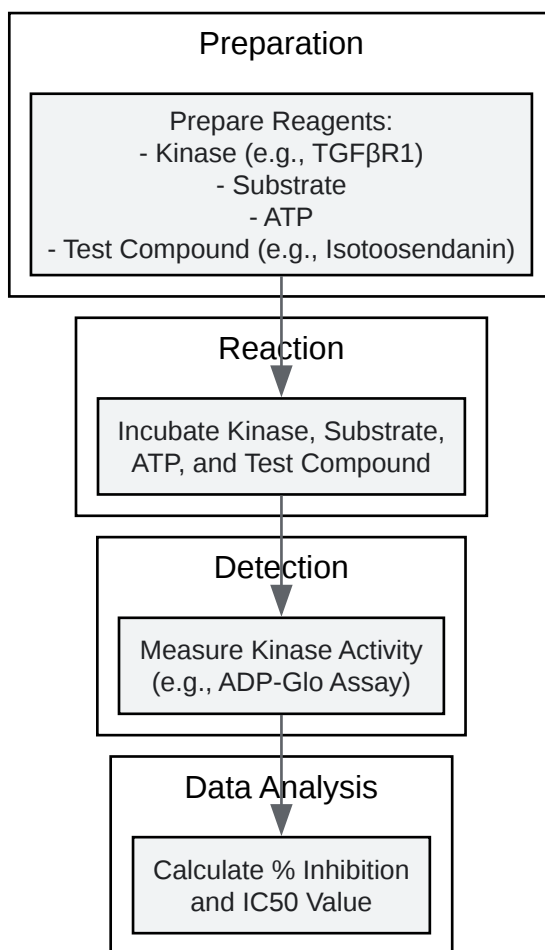 Preparation
Prepare Reagents:
- Kinase (e.g., TGFβR1)
- Substrate
- ATP
- Test Compound (e.g., Isotoosendanin)
Reaction
Incubate Kinase, Substrate,
ATP, and Test Compound
Detection
Measure Kinase Activity
(e.g., ADP-Glo Assay)
Data Analysis
Calculate % Inhibition
and IC50 Value